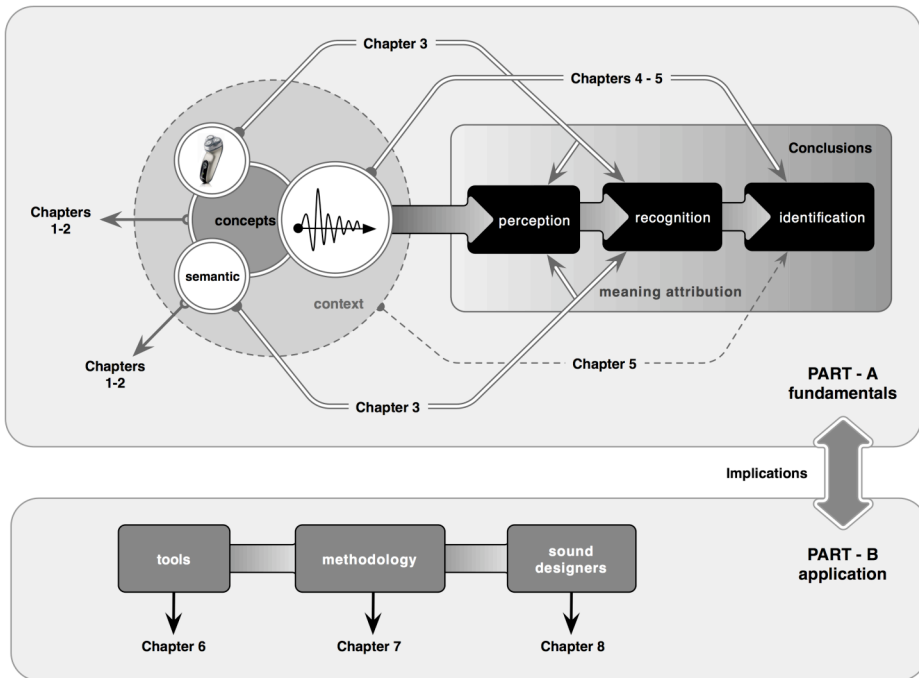 Chapter 3
Chapters 4 - 5
Conclusions
Chapters
1-2
concepts
perception
recognition
identification
semantic
context
meaning attribution
Chapters
1-2
Chapter 5
Chapter 3
PART - A
fundamentals
Implications
tools
methodology
sound
designers
PART - B
application
Chapter 6
Chapter 7
Chapter 8